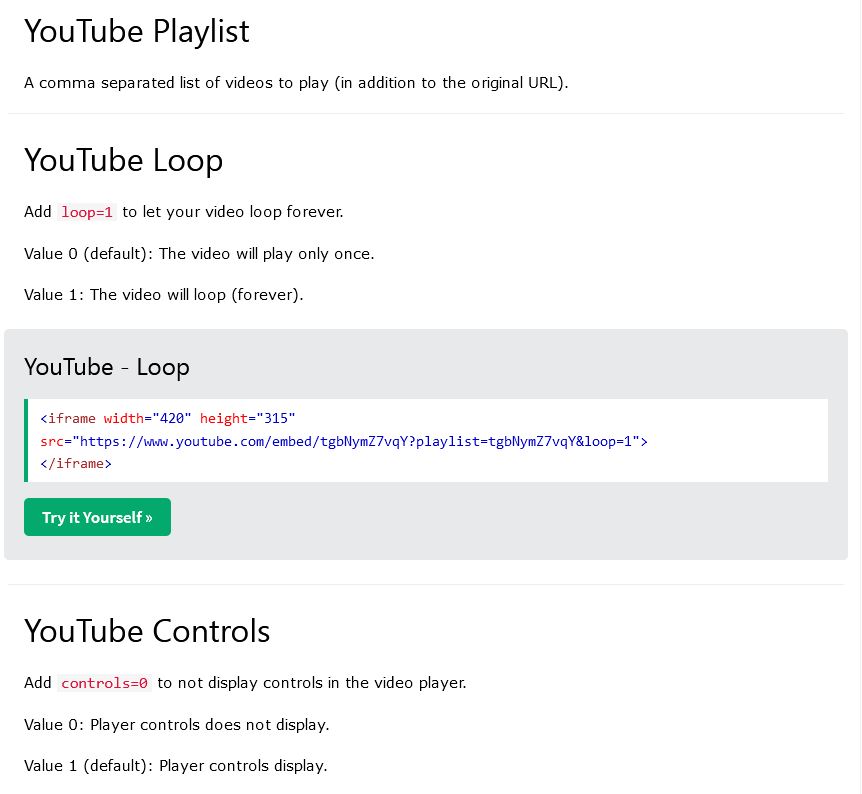 YouTube Playlist
A comma separated list of videos to play (in addition to the original URL).
YouTube Loop
Add loop=1 to let your video loop forever.
Value 0 (default): The video will play only once.
Value 1: The video will loop (forever).
YouTube - Loop
<iframe width="420" height="315"
src="https://www.youtube.com/embed/tgbNymZ7vqY?playlist=tgbNymZ7vqY&loop=1">
</iframe>
Try it Yourself »
YouTube Controls
Add controls=0 to not display controls in the video player.
Value 0: Player controls does not display.
Value 1 (default): Player controls display.